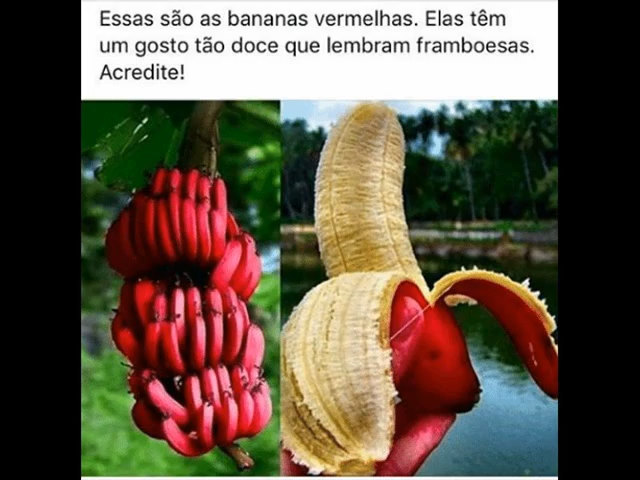 Essas são as bananas vermelhas. Elas têm
um gosto tão doce que lembram framboesas.
Acredite!